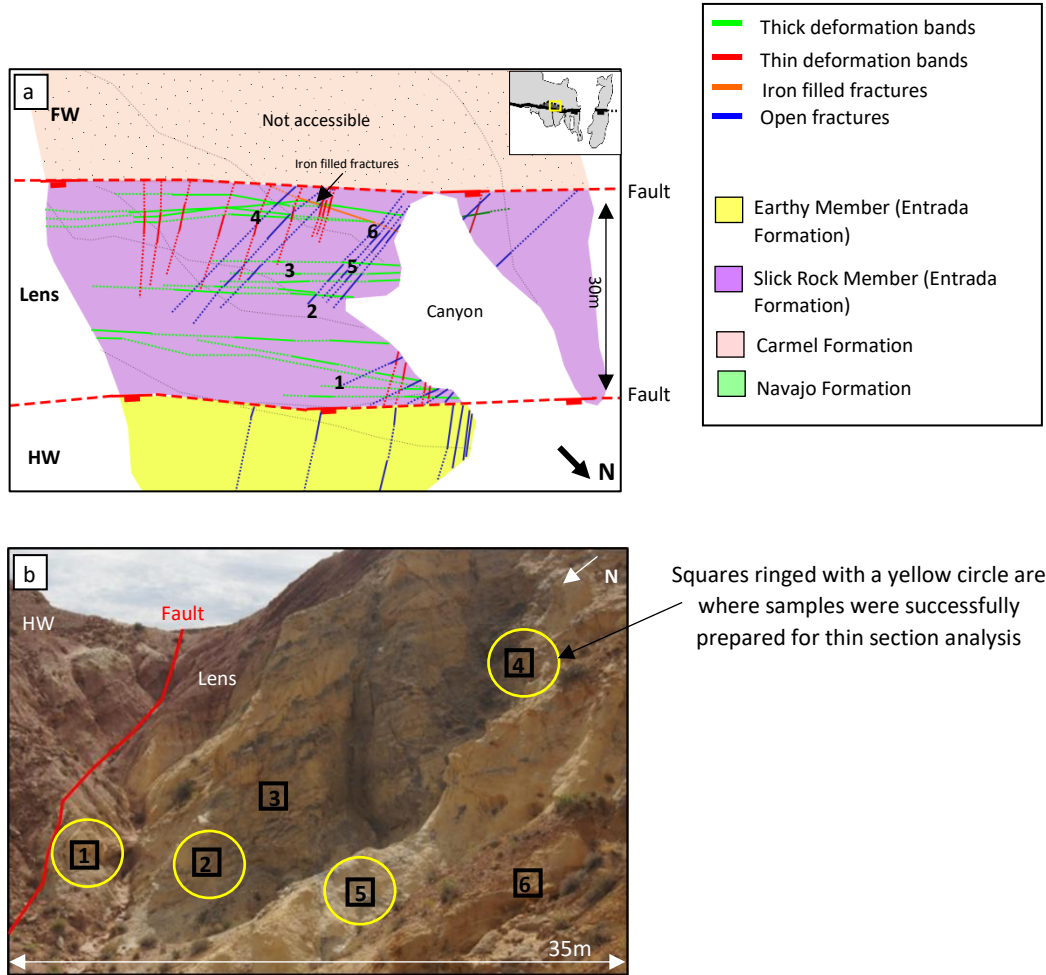 a
FW
Not accessible
Iron filled fractures
Fault
4
6
3
5
Lens
2
Canyon
30m
1
Fault
HW
N
Thick deformation bands
Thin deformation bands
Iron filled fractures
Open fractures
Earthy Member (Entrada
Formation)
Slick Rock Member (Entrada
Formation)
Carmel Formation
Navajo Formation
b
N
HW
Fault
Lens
4
3
1
2
5
6
35m
Squares ringed with a yellow circle are
where samples were successfully
prepared for thin section analysis